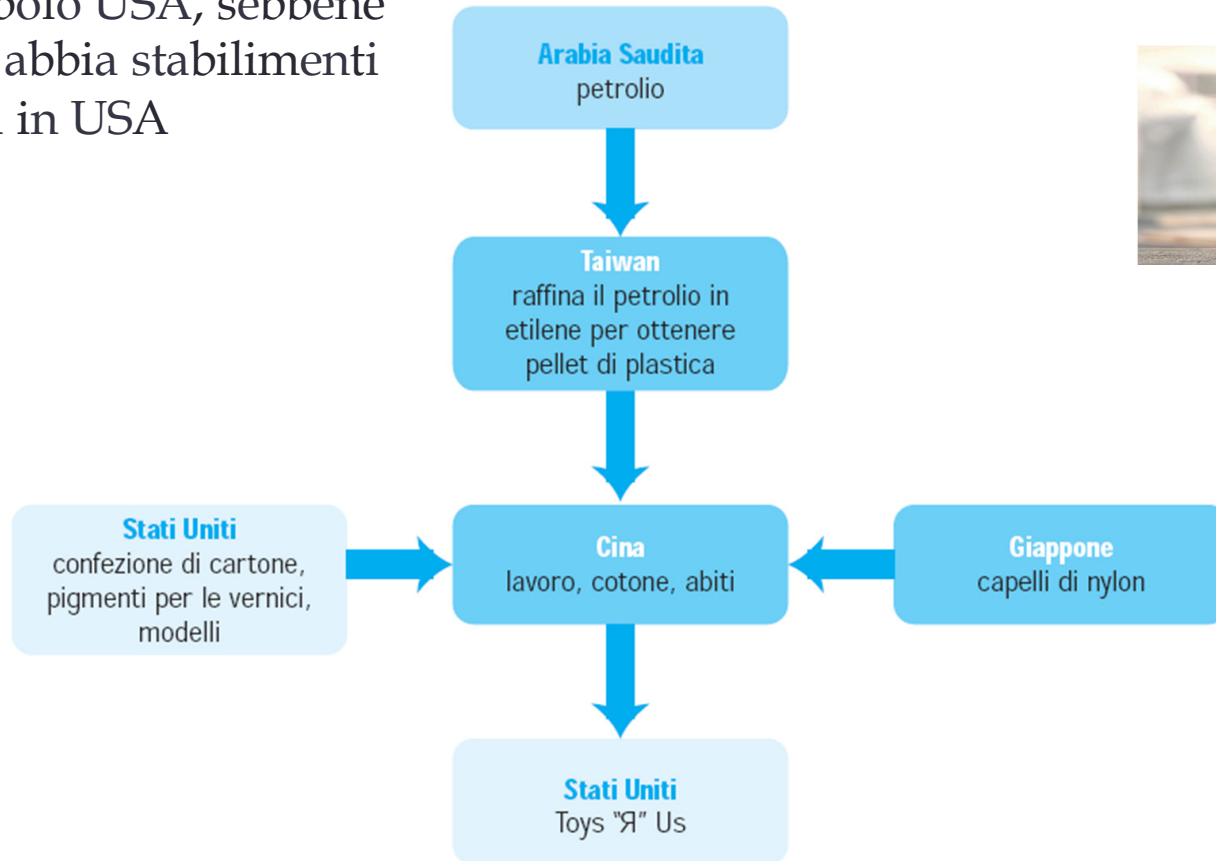 USA, sebbene
abbia stabilimenti
in USA
Arabia Saudita
petrolio
Taiwan
raffina il petrolio in
etilene per ottenere
pellet di plastica
Stati Uniti
confezione di cartone,
pigmenti per le vernici,
modelli
Cina
lavoro, cotone, abiti
Giappone
capelli di nylon
Stati Uniti
Toys "Я" Us